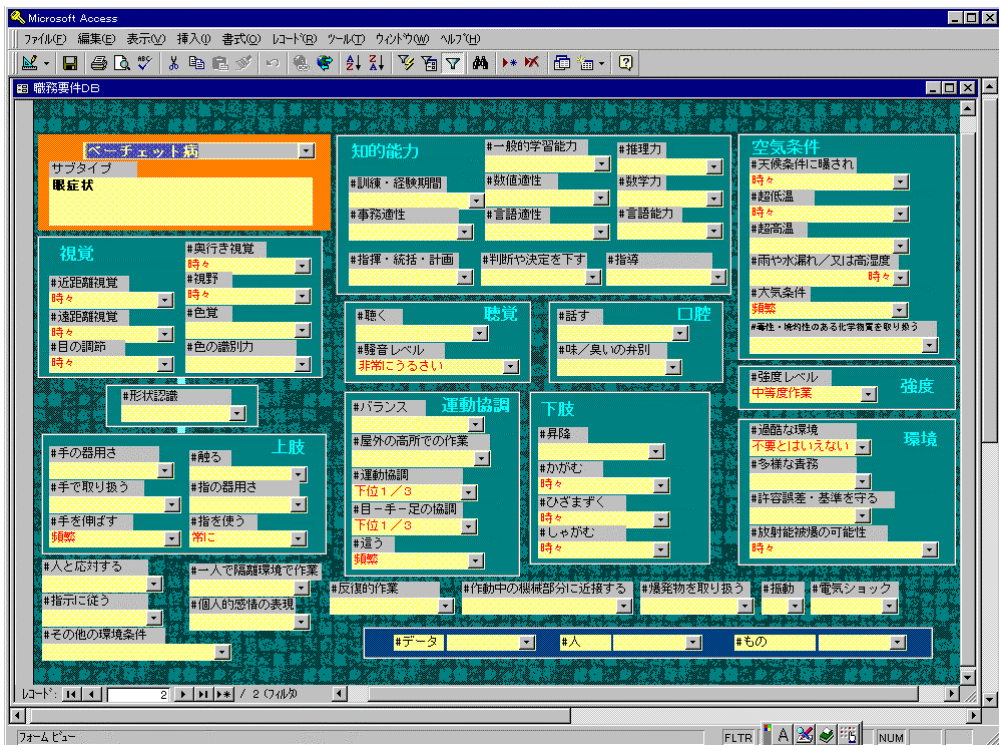 Microsoft Access
ファイル(F) 編集(E) 表示(V) 挿入(I) 書式(O) レコード(R) ツール(T) ウィンドウ(W) ヘルプ(H)
職務要件DB
ベーチェット病
サブタイプ
眼症状
視覚
#奥行き視覚
時々
#近距離視覚
時々
#視野
時々
#遠距離視覚
時々
#色覚
#目の調節
時々
#色の識別力
#形状認識
上肢
#手の器用さ
#触る
#手で取り扱う
#指の器用さ
#手を伸ばす
頻繁
#指を使う
常に
#人と応対する
#一人で隔離環境で作業
#指示に従う
#個人的感情の表現
#その他の環境条件
知的能力
#一般的学習能力
#推理力
#訓練・経験期間
#数値適性
#数学力
#事務適性
#言語適性
#言語能力
#指揮・統括・計画
#判断や決定を下す
#指導
聴覚
#聴く
#騒音レベル
非常にうるさい
口腔
#話す
#味/臭いの弁別
運動協調
#バランス
#屋外の高所での作業
#運動協調
下位1/3
#目-手-足の協調
下位1/3
#這う
頻繁
下肢
#昇降
#かがむ
時々
#ひざまずく
時々
#しゃがむ
時々
空気条件
#天候条件に曝され
時々
#超低温
時々
#超高温
#雨や水漏れ/又は高湿度
時々
#大気条件
頻繁
#毒性・焼灼性のある化学物質を取り扱う
#強度レベル
中等度作業
強度
環境
#過酷な環境
不要とはいえない
#多様な責務
#許容誤差・基準を守る
#放射能被爆の可能性
時々
#反復的作業
#作動中の機械部分に近接する
#爆発物を取り扱う
#振動
#電気ショック
#データ
#人
#もの
レコード: 2 / 2 (フィルタ)
フォーム ビュー
FLTR
A
NUM